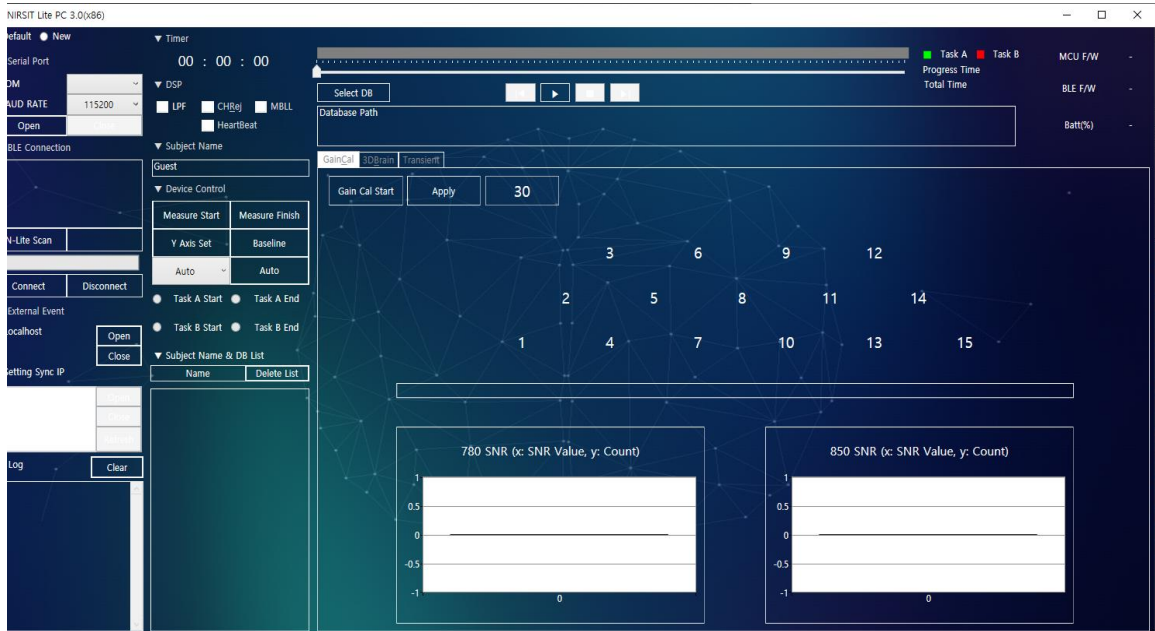 NIRSIT Lite PC 3.0(x86)
efault New
Serial Port
OM
AUD RATE 115200
Open
BLE Connection
N-Lite Scan
Connect Disconnect
External Event
ocalhost
Open
Close
etting Sync IP
Log Clear
▼ Timer
00 : 00 : 00
▼ DSP
LPF CHRej MBLL
HeartBeat
▼ Subject Name
Guest
▼ Device Control
Measure Start Measure Finish
Y Axis Set Baseline
Auto Auto
Task A Start Task A End
Task B Start Task B End
▼ Subject Name & DB List
Name Delete List
Task A Task B
Progress Time
Total Time
MCU F/W -
BLE F/W -
Batt(%) -
Select DB
Database Path
GainCal 3DBrain Transient
Gain Cal Start Apply 30
3 6 9 12
2 5 8 11 14
1 4 7 10 13 15
780 SNR (x: SNR Value, y: Count)
1
0.5
0
-0.5
-1
0
850 SNR (x: SNR Value, y: Count)
1
0.5
0
-0.5
-1
0